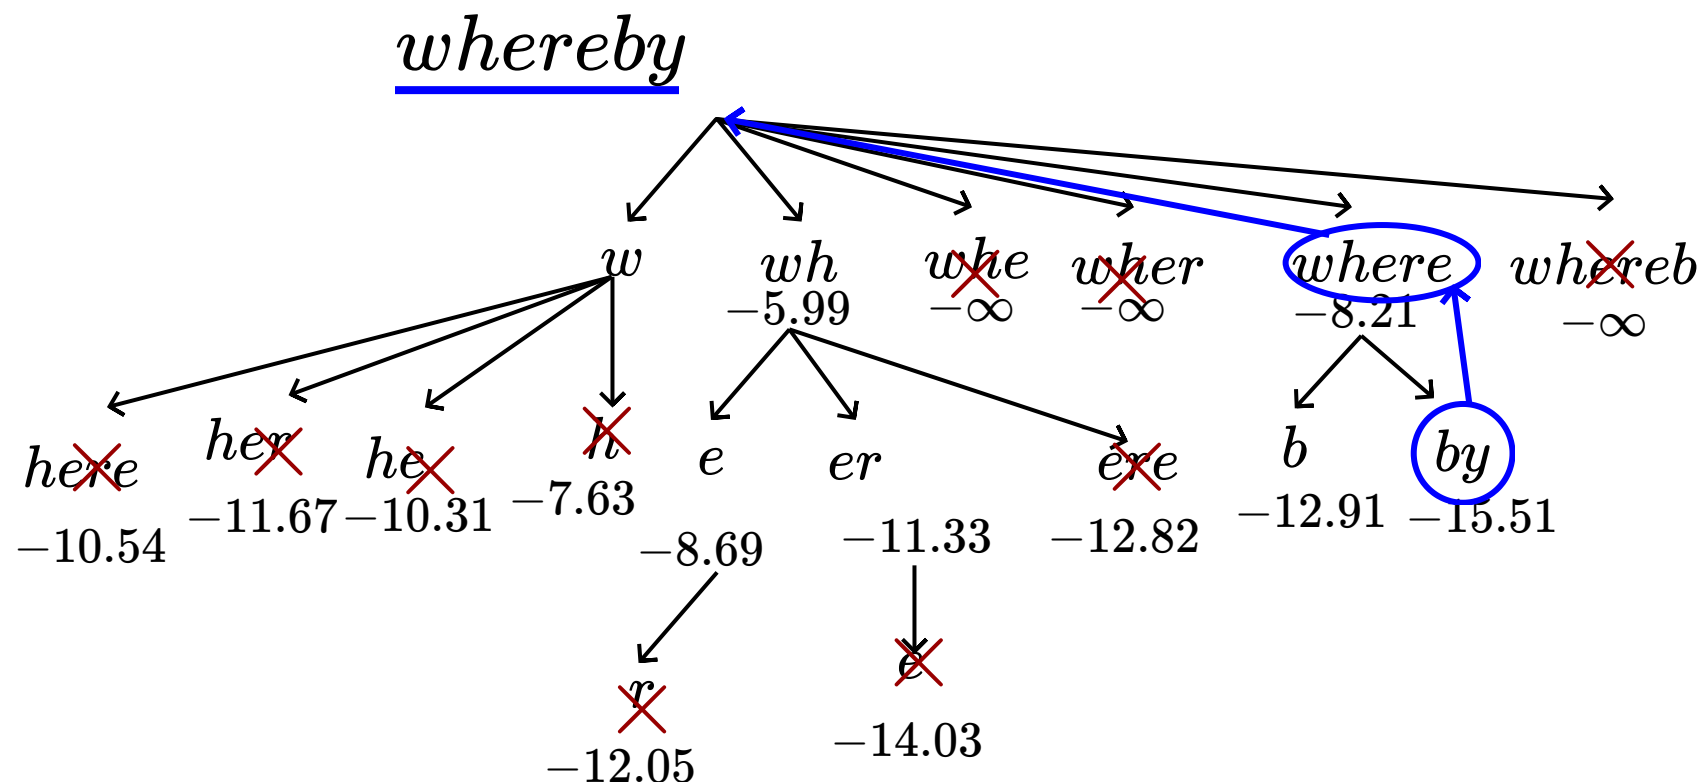 whereby
w wh whe wher where whereb
−5.99 −∞ −∞ −8.21 −∞
here her he h e er ere b by
−10.54 −11.67 −10.31 −7.63 −8.69 −11.33 −12.82 −12.91 −15.51
r e
−12.05 −14.03